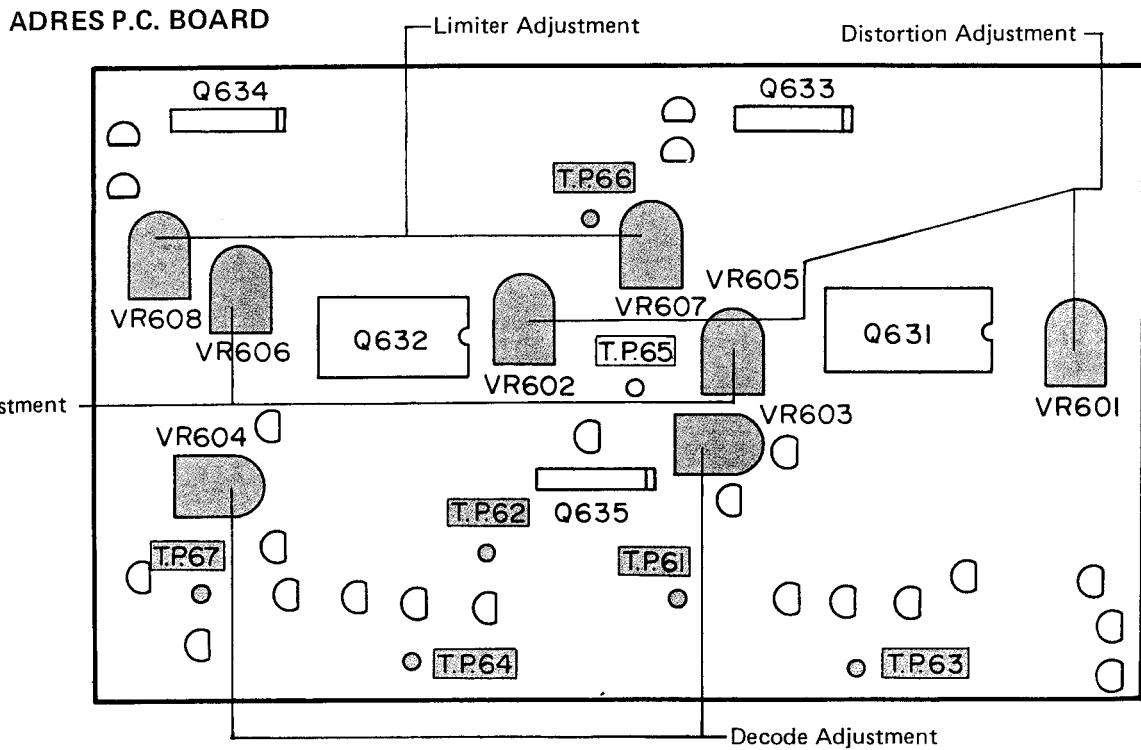 ADRES P.C. BOARD
Limiter Adjustment
Distortion Adjustment
Q634
Q633
T.P.66
VR605
VR608
VR607
Q632
Q631
VR606
T.P.65
VR602
VR601
stment
VR604
VR603
T.P.62
Q635
T.P.67
T.P.61
T.P.64
T.P.63
Decode Adjustment